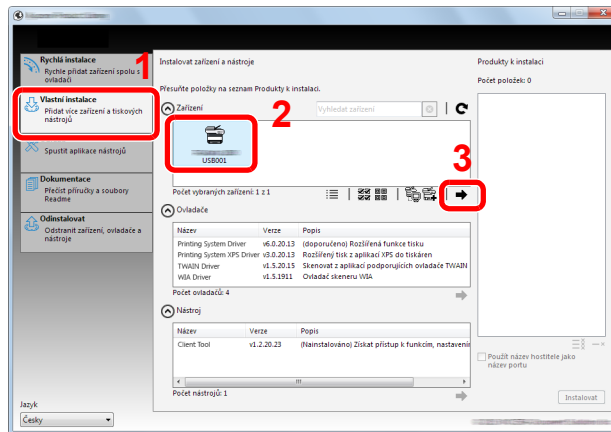 Rychlá instalace
Rychle přidat zařízení spolu s
ovladači
1
Vlastní instalace
Přidat více zařízení a tiskových
nástrojů
Spustit aplikace nástrojů
Dokumentace
Přečíst příručky a soubory
Readme
Odinstalovat
Odstranit zařízení, ovladače a
nástroje
Jazyk
Česky
Instalovat zařízení a nástroje
Přesuňte položky na seznam Produkty k instalaci.
Zařízení
Vyhledat zařízení
2
USB001
3
Počet vybraných zařízení: 1 z 1
Ovladače
Název Verze Popis
Printing System Driver v6.0.20.13 (doporučeno) Rozšířená funkce tisku
Printing System XPS Driver v3.0.20.13 Rozšířený tisk z aplikací XPS do tiskáren
TWAIN Driver v1.5.20.15 Skenovat z aplikací podporujících ovladače TWAIN
WIA Driver v1.5.1911 Ovladač skeneru WIA
Počet ovladačů: 4
Nástroj
Název Verze Popis
Client Tool v1.2.20.23 (Nainstalováno) Získat přístup k funkcím, nastavením
Počet nástrojů: 1
Produkty k instalaci
Počet položek: 0
Použít název hostitele jako
název portu
Instalovat